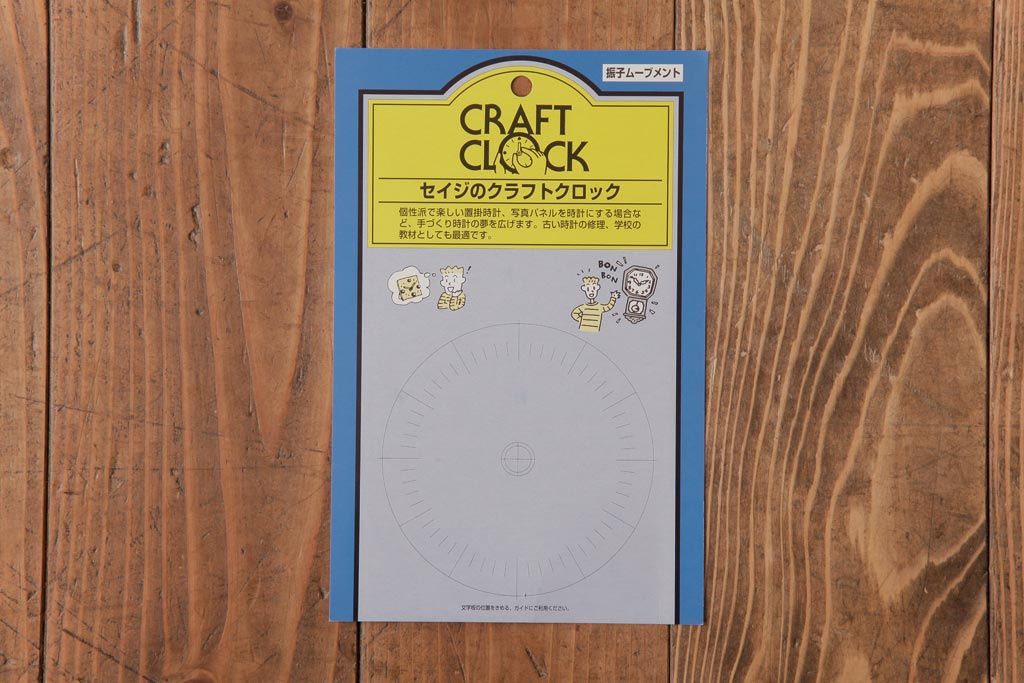 振子ムーブメント
CRAFT
CLOCK
セイジのクラフトクロック
個性派で楽しい置掛時計、写真パネルを時計にする場合な
ど、手づくり時計の夢を広げます。古い時計の修理、学校の
教材としても最適です。
BON
BON
文字板の位置をきめる、ガイドにご利用ください。